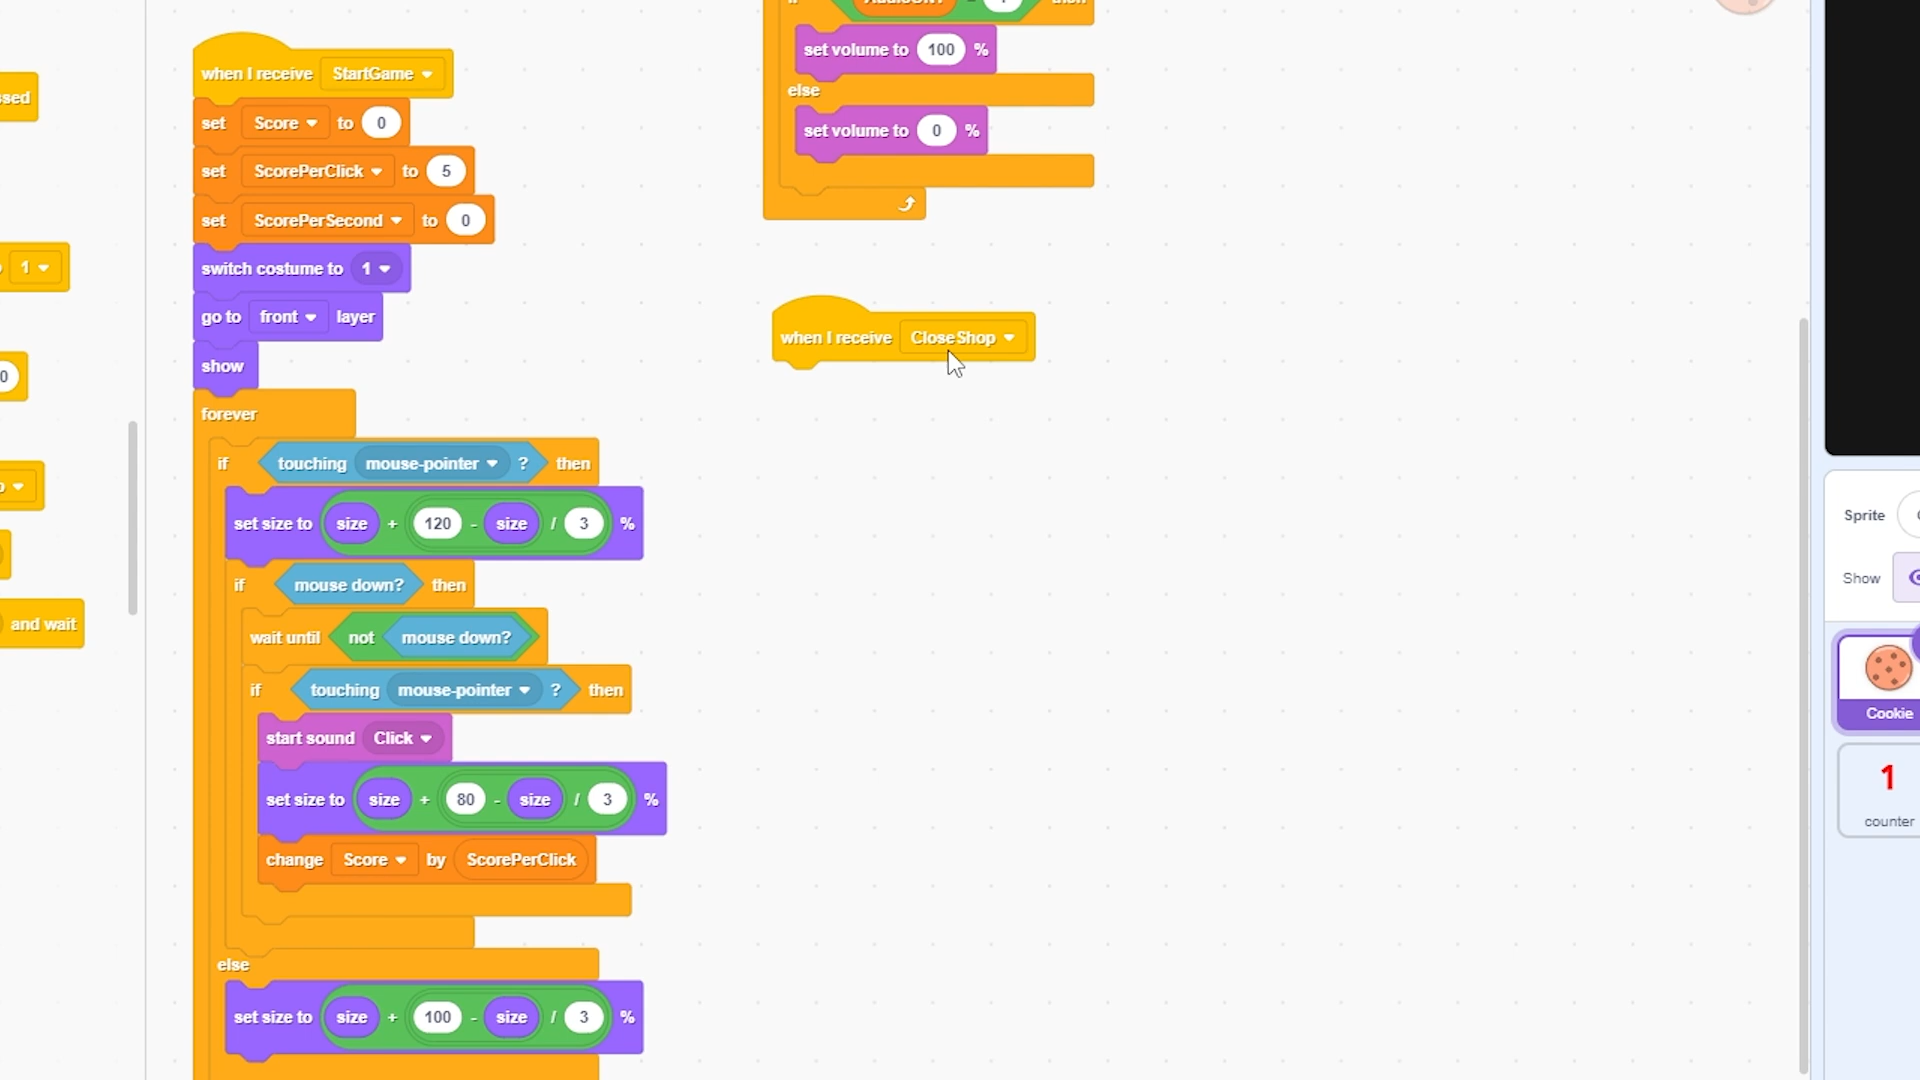 ssed
1
0
and wait
when I receive StartGame
set Score to 0
set ScorePerClick to 5
set ScorePerSecond to 0
switch costume to 1
go to front layer
show
forever
if touching mouse-pointer ? then
set size to size + 120 - size / 3 %
if mouse down? then
wait until not mouse down?
if touching mouse-pointer ? then
start sound Click
set size to size + 80 - size / 3 %
change Score by ScorePerClick
else
set size to size + 100 - size / 3 %
then
set volume to 100 %
else
set volume to 0 %
when I receive CloseShop
Sprite
Show
Cookie
1
counter